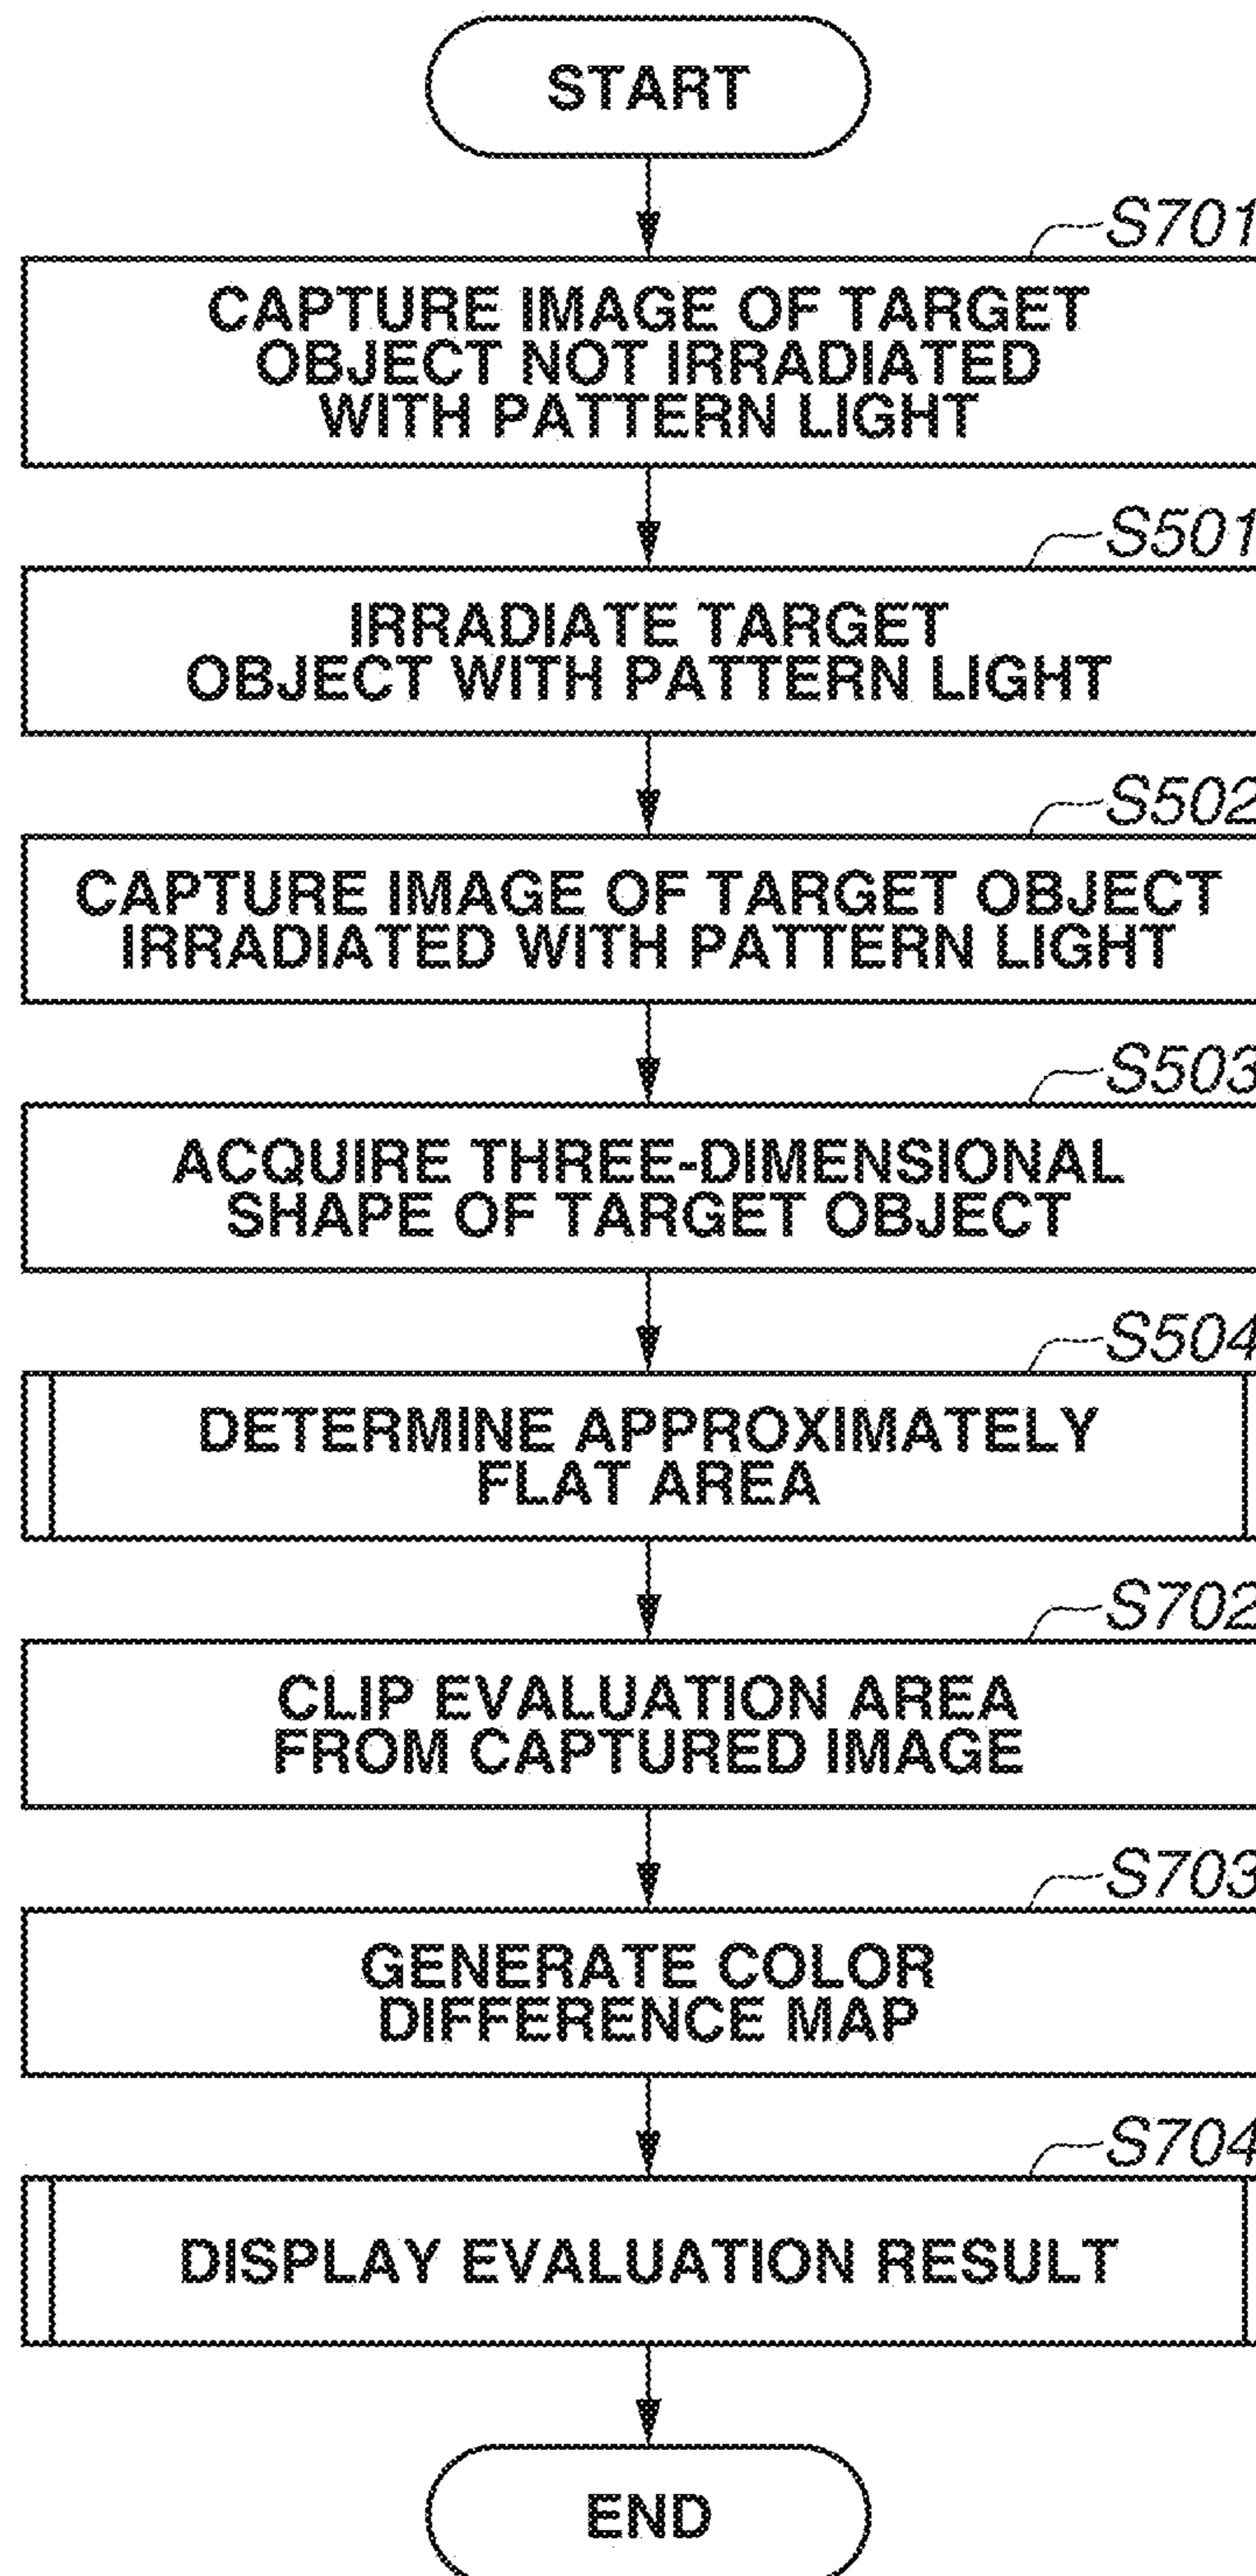 START
S701
CAPTURE IMAGE OF TARGET
OBJECT NOT IRRADIATED
WITH PATTERN LIGHT
S501
IRRADIATE TARGET
OBJECT WITH PATTERN LIGHT
S502
CAPTURE IMAGE OF TARGET OBJECT
IRRADIATED WITH PATTERN LIGHT
S503
ACQUIRE THREE-DIMENSIONAL
SHAPE OF TARGET OBJECT
S504
DETERMINE APPROXIMATELY
FLAT AREA
S702
CLIP EVALUATION AREA
FROM CAPTURED IMAGE
S703
GENERATE COLOR
DIFFERENCE MAP
S704
DISPLAY EVALUATION RESULT
END